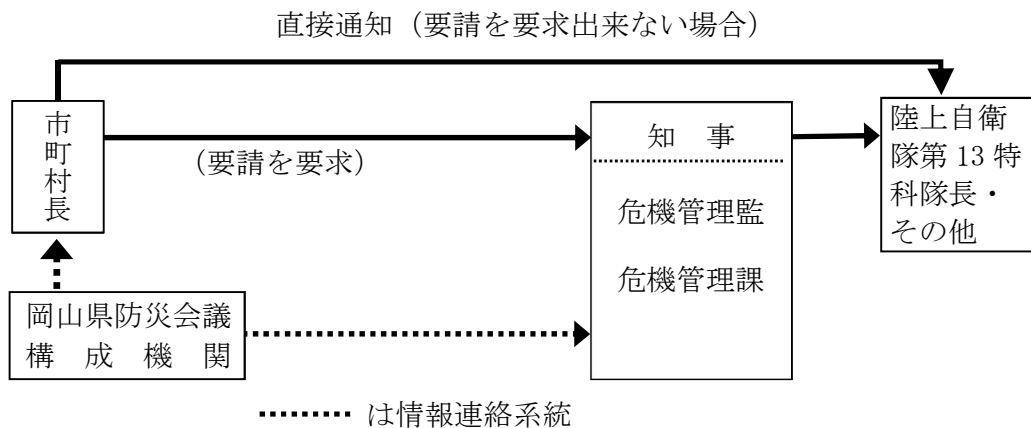 直接通知（要請を要求出来ない場合）
市町村長
（要請を要求）
知　事
危機管理監
危機管理課
陸上自衛
隊第 13 特
科隊長・
その他
岡山県防災会議
構　成　機　関
は情報連絡系統